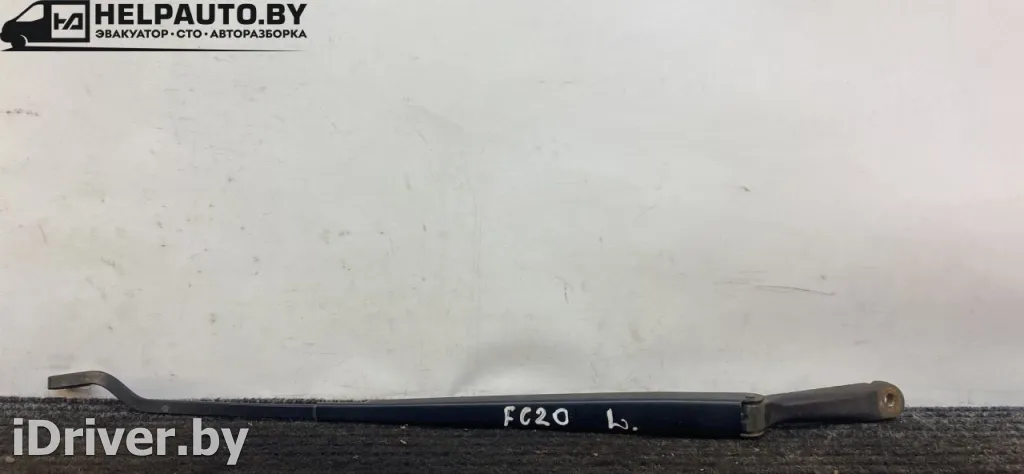 HELPAUTO.BY
ЭВАКУАТОР • СТО • АВТОРАЗБОРКА
FC20 L.
iDriver.by